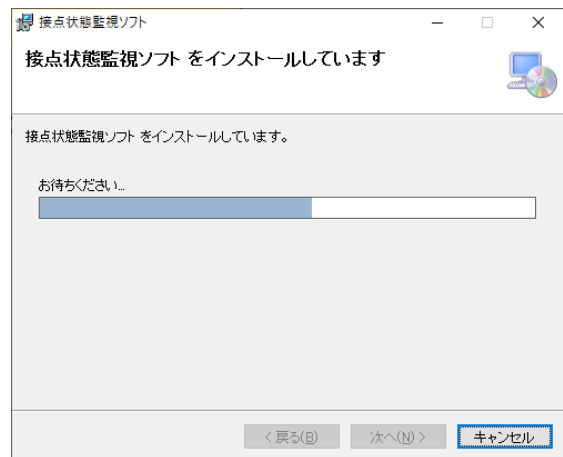 接点状態監視ソフト
接点状態監視ソフト をインストールしています
接点状態監視ソフト をインストールしています。
お待ちください...
< 戻る(B)
次へ(N) >
キャンセル